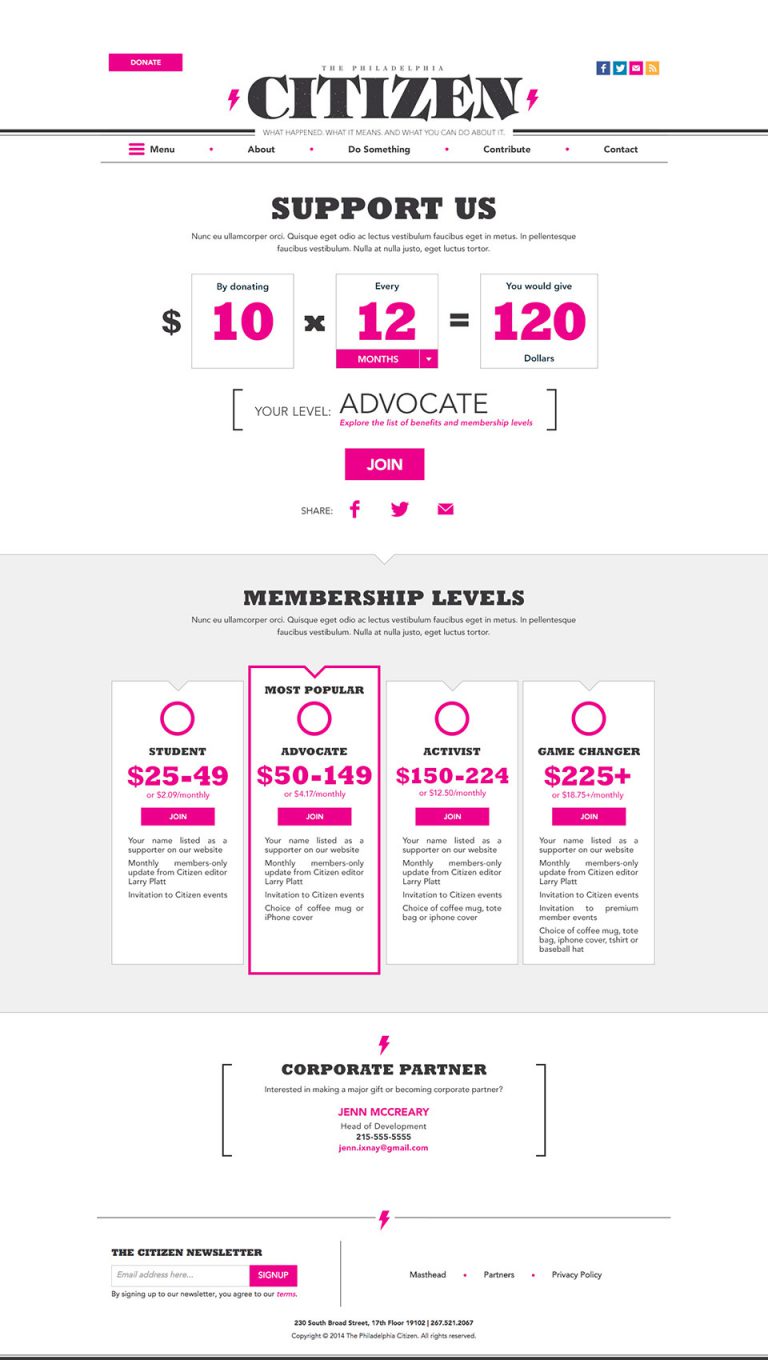 DONATE
THE PHILADELPHIA
CITIZEN
WHAT HAPPENED. WHAT IT MEANS. AND WHAT YOU CAN DO ABOUT IT.
Menu • About • Do Something • Contribute • Contact
SUPPORT US
Nunc eu ullamcorper orci. Quisque eget odio ac lectus vestibulum faucibus eget in metus. In pellentesque
faucibus vestibulum. Nulla at nulla justo, eget luctus tortor.
By donating
Every
You would give
$ 10 x 12 = 120
MONTHS
Dollars
YOUR LEVEL: ADVOCATE
Explore the list of benefits and membership levels
JOIN
SHARE:
MEMBERSHIP LEVELS
Nunc eu ullamcorper orci. Quisque eget odio ac lectus vestibulum faucibus eget in metus. In pellentesque
faucibus vestibulum. Nulla at nulla justo, eget luctus tortor.
STUDENT
$25-49
or $2.09/monthly
JOIN
Your name listed as a
supporter on our website
Monthly members-only
update from Citizen editor
Larry Platt
Invitation to Citizen events
MOST POPULAR
ADVOCATE
$50-149
or $4.17/monthly
JOIN
Your name listed as a
supporter on our website
Monthly members-only
update from Citizen editor
Larry Platt
Invitation to Citizen events
Choice of coffee mug or
iPhone cover
ACTIVIST
$150-224
or $12.50/monthly
JOIN
Your name listed as a
supporter on our website
Monthly members-only
update from Citizen editor
Larry Platt
Invitation to Citizen events
Choice of coffee mug, tote
bag or iphone cover
GAME CHANGER
$225+
or $18.75+/monthly
JOIN
Your name listed as a
supporter on our website
Monthly members-only
update from Citizen editor
Larry Platt
Invitation to Citizen events
Invitation to premium
member events
Choice of coffee mug, tote
bag, iphone cover, tshirt or
baseball hat
CORPORATE PARTNER
Interested in making a major gift or becoming corporate partner?
JENN MCCREARY
Head of Development
215-555-5555
jenn.ixnay@gmail.com
THE CITIZEN NEWSLETTER
Email address here...
SIGNUP
By signing up to our newsletter, you agree to our terms.
Masthead • Partners • Privacy Policy
230 South Broad Street, 17th Floor 19102 | 267.521.2067
Copyright © 2014 The Philadelphia Citizen. All rights reserved.